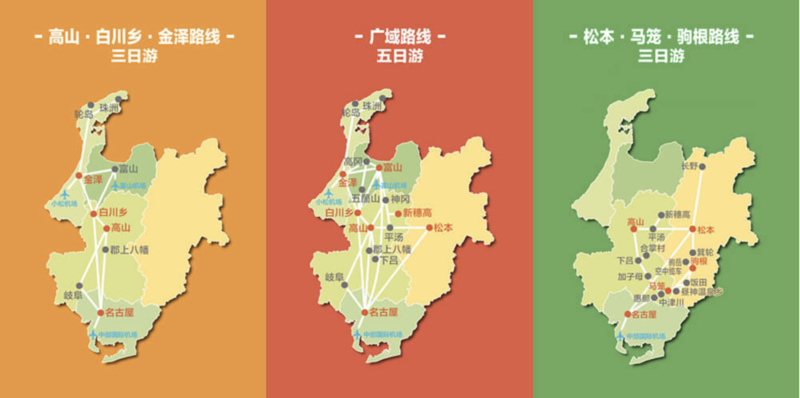 - 高山·白川乡·金泽路线 -
三日游
轮岛
珠洲
富山
金泽
富山机场
小松机场
白川乡
高山
郡上八幡
岐阜
名古屋
中部国际机场
- 广域路线 -
五日游
轮岛
珠洲
高冈
富山
金泽
富山机场
五箇山
小松机场
神冈
白川乡
新穗高
高山
平汤
松本
郡上八幡
下吕
岐阜
名古屋
中部国际机场
- 松本·马笼·驹根路线 -
三日游
长野
新穗高
高山
平汤
松本
合掌村
下吕
箕轮
驹岳
驹根
空中缆车
加子母
马笼
饭田
惠那
昼神温泉乡
中津川
名古屋
中部国际机场